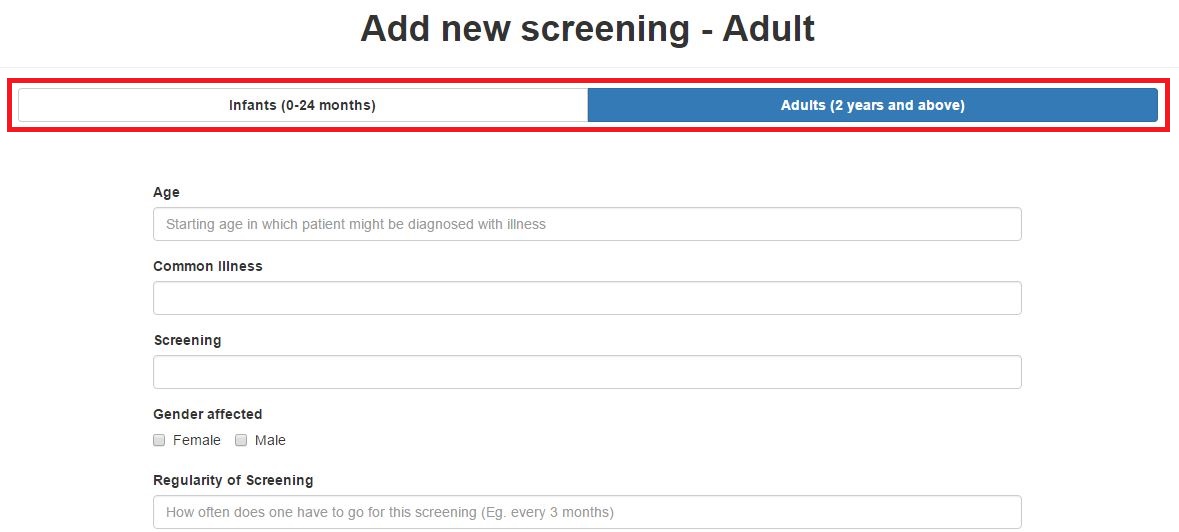 Add new screening - Adult
Infants (0-24 months)
Adults (2 years and above)
Age
Starting age in which patient might be diagnosed with illness
Common Illness
Screening
Gender affected
Female Male
Regularity of Screening
How often does one have to go for this screening (Eg. every 3 months)